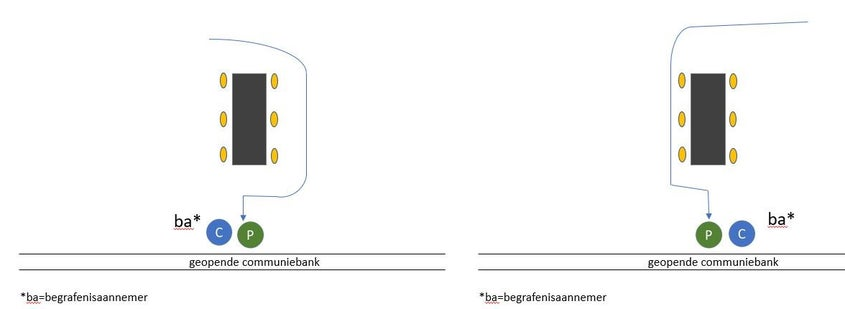 ba*
C P
geopende communiebank
*ba=begrafenisaannemer
ba*
P C
geopende communiebank
*ba=begrafenisaannemer